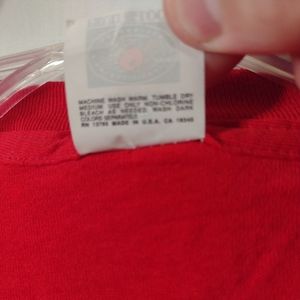 MACHINE WASH WARM. TUMBLE DRY
MEDIUM. USE ONLY NON-CHLORINE
BLEACH AS NEEDED. WASH DARK
COLORS SEPARATELY.
RN 13765 MADE IN U.S.A. CA 16540